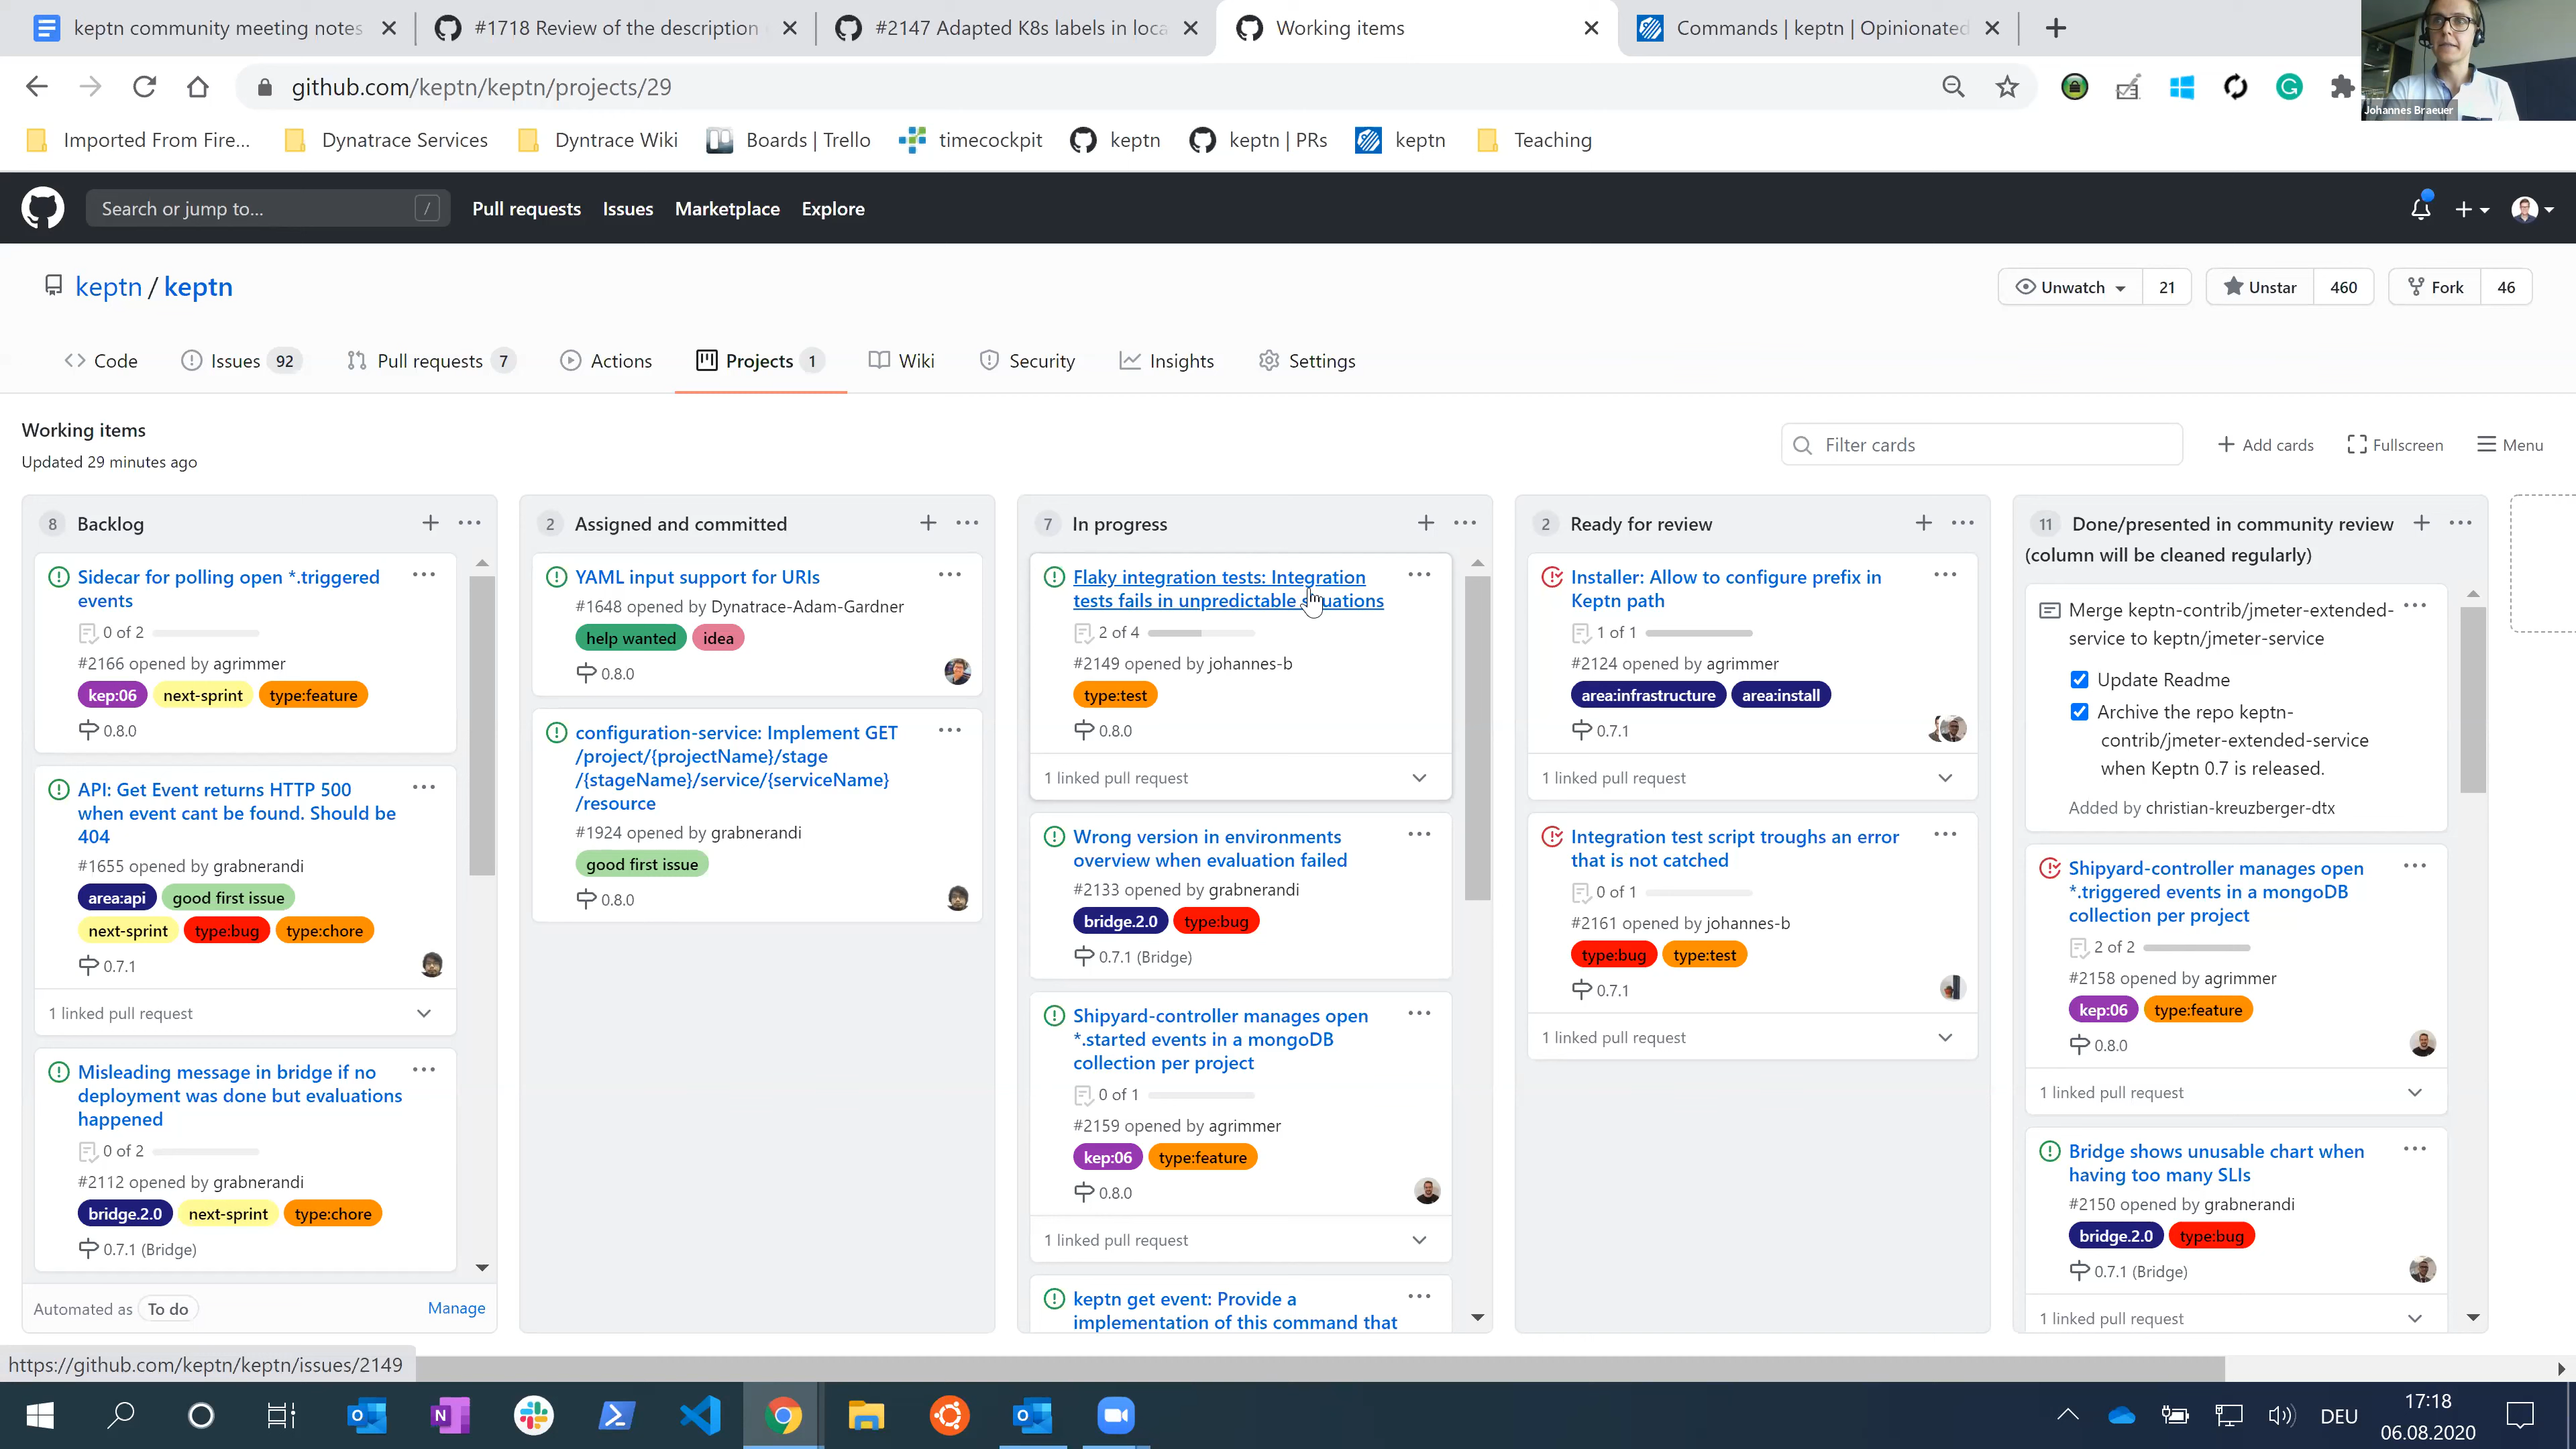 keptn community meeting notes
#1718 Review of the description
#2147 Adapted K8s labels in loca
Working items
Commands | keptn | Opinionated
github.com/keptn/keptn/projects/29
Johannes Braeuer
Imported From Fire...
Dynatrace Services
Dyntrace Wiki
Boards | Trello
timecockpit
keptn
keptn | PRs
keptn
Teaching
Search or jump to...
/
Pull requests
Issues
Marketplace
Explore
keptn / keptn
Unwatch 21
Unstar 460
Fork 46
Code
Issues 92
Pull requests 7
Actions
Projects 1
Wiki
Security
Insights
Settings
Working items
Updated 29 minutes ago
Filter cards
Add cards
Fullscreen
Menu
8 Backlog
Sidecar for polling open *.triggered
events
0 of 2
#2166 opened by agrimmer
kep:06 next-sprint type:feature
0.8.0
API: Get Event returns HTTP 500
when event cant be found. Should be
404
#1655 opened by grabnerandi
area:api good first issue
next-sprint type:bug type:chore
0.7.1
1 linked pull request
Misleading message in bridge if no
deployment was done but evaluations
happened
0 of 2
#2112 opened by grabnerandi
bridge.2.0 next-sprint type:chore
0.7.1 (Bridge)
Automated as To do
Manage
2 Assigned and committed
YAML input support for URIs
#1648 opened by Dynatrace-Adam-Gardner
help wanted idea
0.8.0
configuration-service: Implement GET
/project/{projectName}/stage
/{stageName}/service/{serviceName}
/resource
#1924 opened by grabnerandi
good first issue
0.8.0
7 In progress
Flaky integration tests: Integration
tests fails in unpredictable
2 of 4
#2149 opened by johannes-b
type:test
0.8.0
1 linked pull request
Wrong version in environments
overview when evaluation failed
#2133 opened by grabnerandi
bridge.2.0 type:bug
0.7.1 (Bridge)
Shipyard-controller manages open
*.started events in a mongoDB
collection per project
0 of 1
#2159 opened by agrimmer
kep:06 type:feature
0.8.0
1 linked pull request
keptn get event: Provide a
implementation of this command that
2 Ready for review
Installer: Allow to configure prefix in
Keptn path
1 of 1
#2124 opened by agrimmer
area:infrastructure area:install
0.7.1
1 linked pull request
Integration test script troughs an error
that is not catched
0 of 1
#2161 opened by johannes-b
type:bug type:test
0.7.1
1 linked pull request
11 Done/presented in community review
(column will be cleaned regularly)
Merge keptn-contrib/jmeter-extended-
service to keptn/jmeter-service
Update Readme
Archive the repo keptn-
contrib/jmeter-extended-service
when Keptn 0.7 is released.
Added by christian-kreuzberger-dtx
Shipyard-controller manages open
*.triggered events in a mongoDB
collection per project
2 of 2
#2158 opened by agrimmer
kep:06 type:feature
0.8.0
1 linked pull request
Bridge shows unusable chart when
having too many SLIs
#2150 opened by grabnerandi
bridge.2.0 type:bug
0.7.1 (Bridge)
1 linked pull request
https://github.com/keptn/keptn/issues/2149
DEU
17:18
06.08.2020